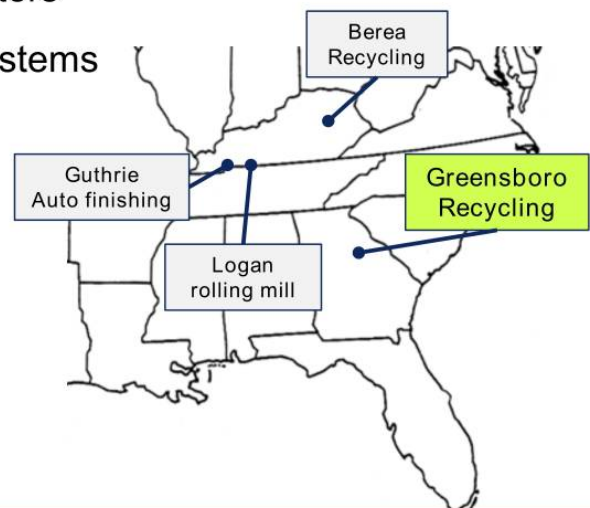 stems
Berea
Recycling
Guthrie
Auto finishing
Greensboro
Recycling
Logan
rolling mill